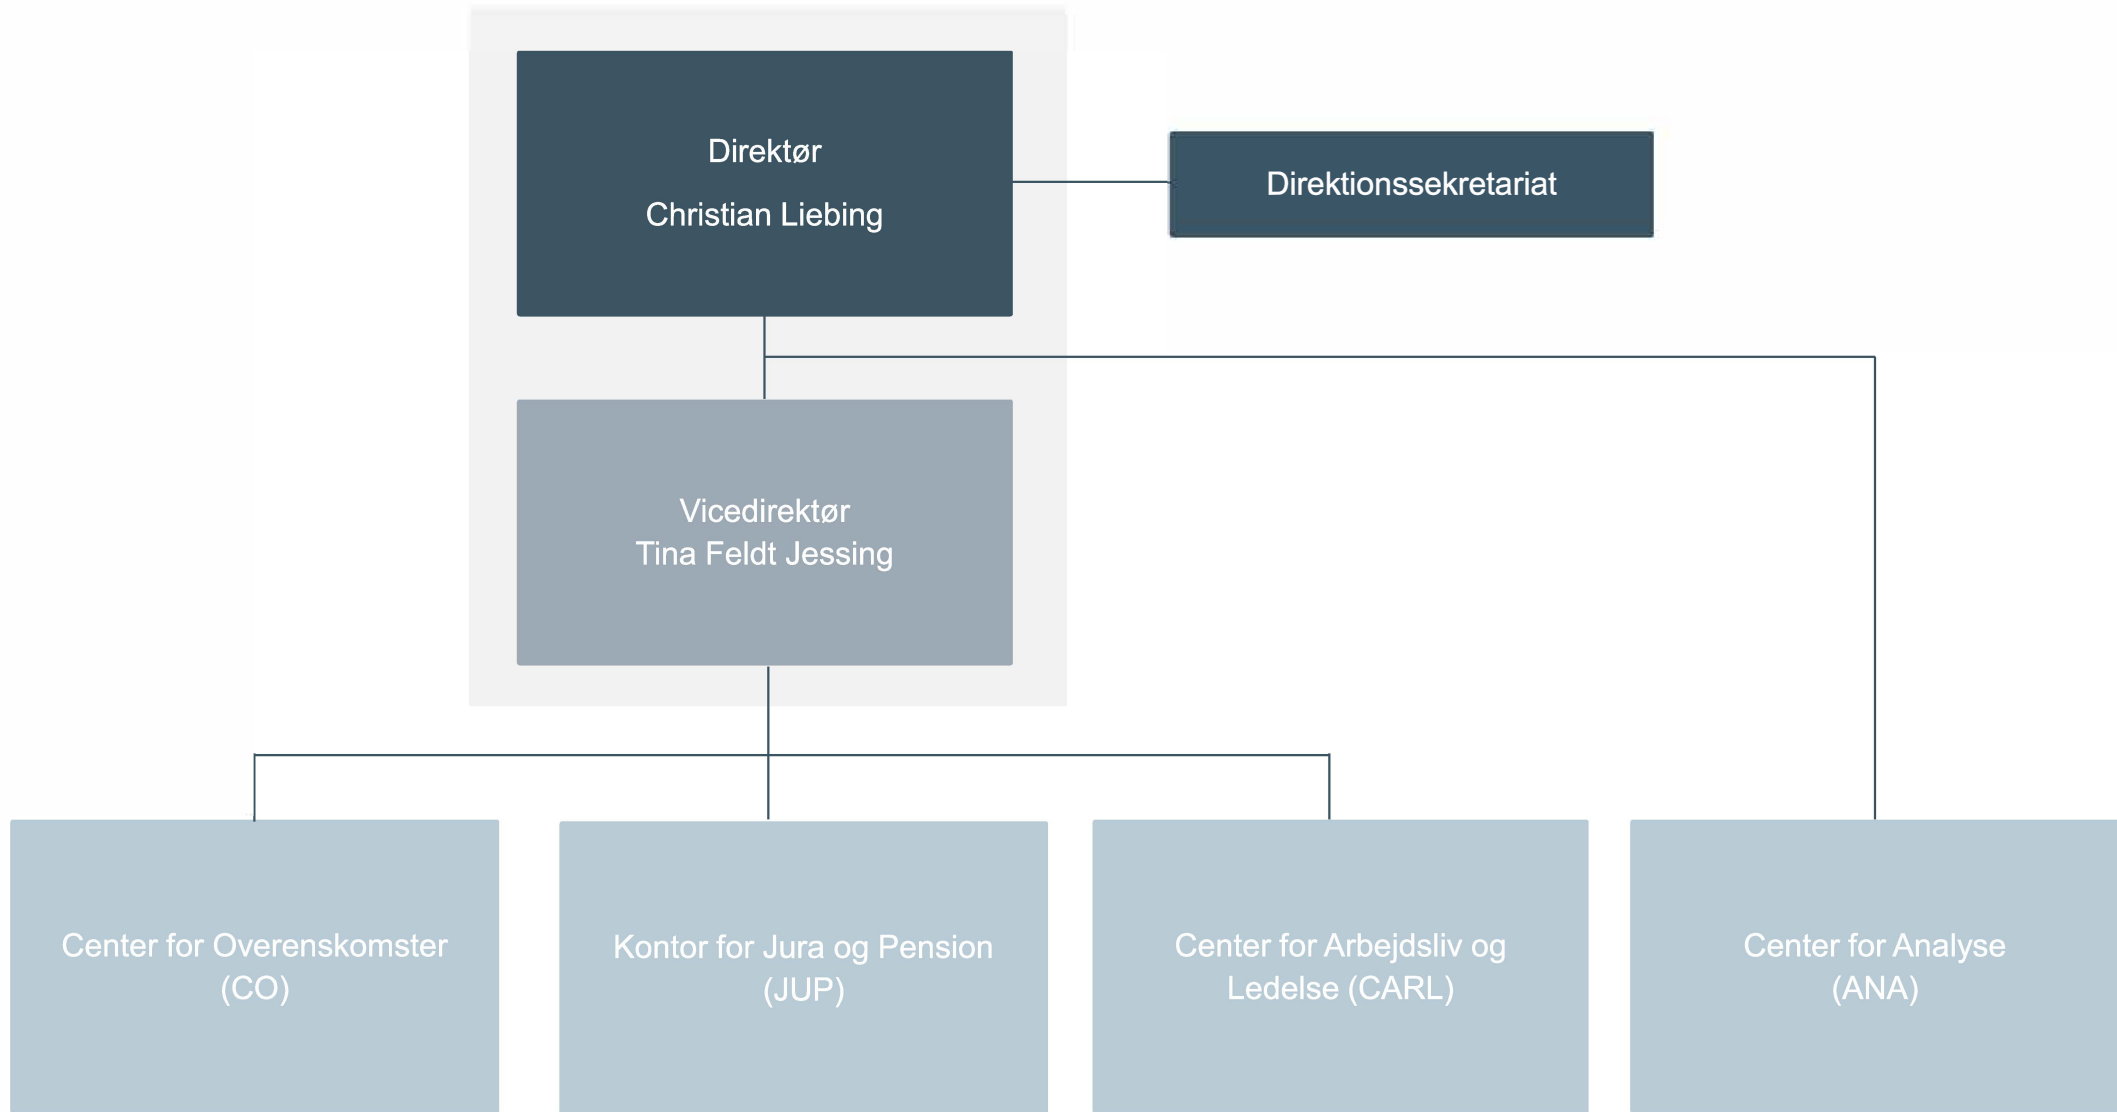 Direktør
Christian Liebing
Direktionssekretariat
Vicedirektør
Tina Feldt Jessing
Center for Overenskomster
(CO)
Kontor for Jura og Pension
(JUP)
Center for Arbejdsliv og
Ledelse (CARL)
Center for Analyse
(ANA)